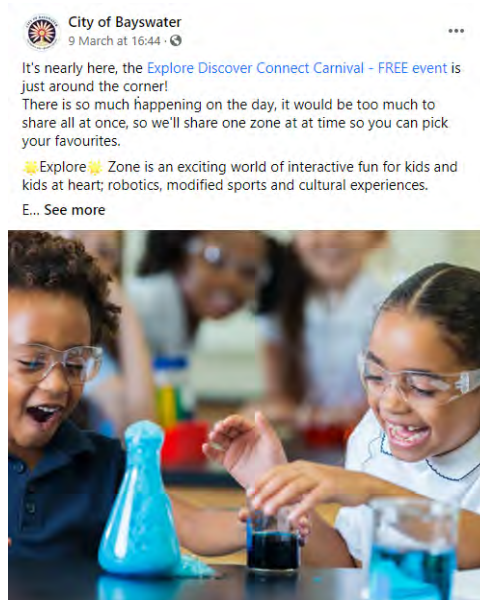 City of Bayswater
9 March at 16:44 ·
It's nearly here, the Explore Discover Connect Carnival - FREE event is
just around the corner!
There is so much happening on the day, it would be too much to
share all at once, so we'll share one zone at at time so you can pick
your favourites.
🌟Explore🌟 Zone is an exciting world of interactive fun for kids and
kids at heart; robotics, modified sports and cultural experiences.
E... See more